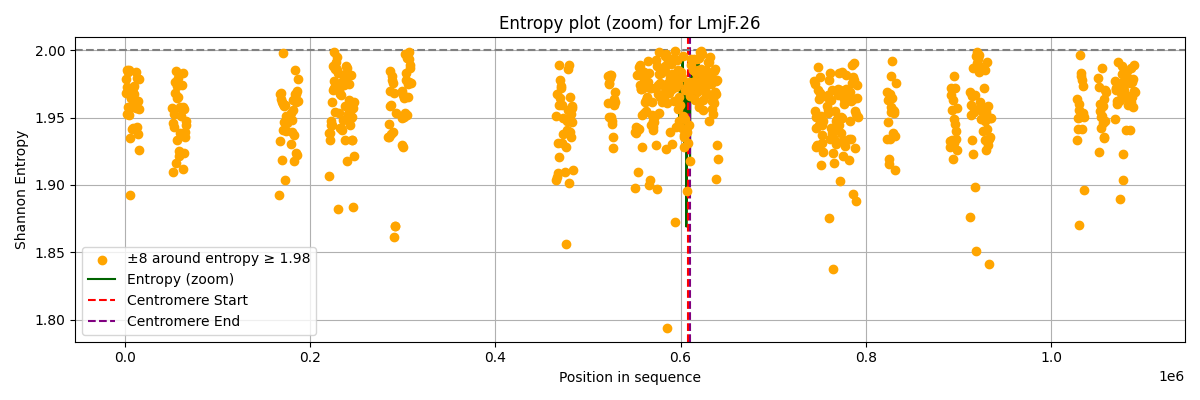 Entropy plot (zoom) for LmjF.26
Shannon Entropy
2.00
1.95
1.90
1.85
1.80
±8 around entropy ≥ 1.98
Entropy (zoom)
Centromere Start
Centromere End
0.0 0.2 0.4 0.6 0.8 1.0
1e6
Position in sequence